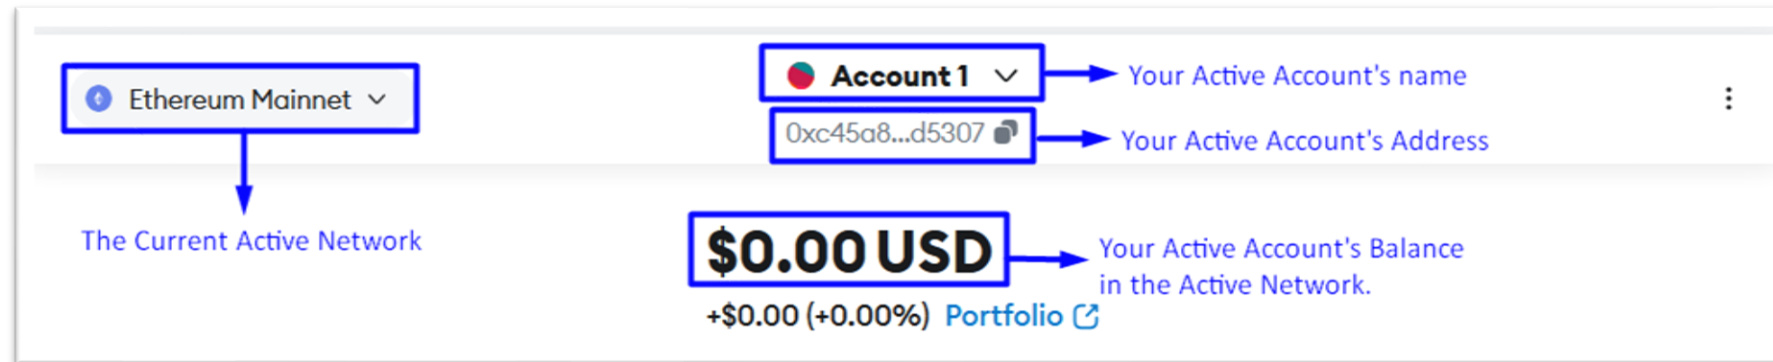 Ethereum Mainnet
Account 1
Your Active Account's name
0xc45a8...d5307
Your Active Account's Address
The Current Active Network
$0.00 USD
Your Active Account's Balance
in the Active Network.
+$0.00 (+0.00%) Portfolio